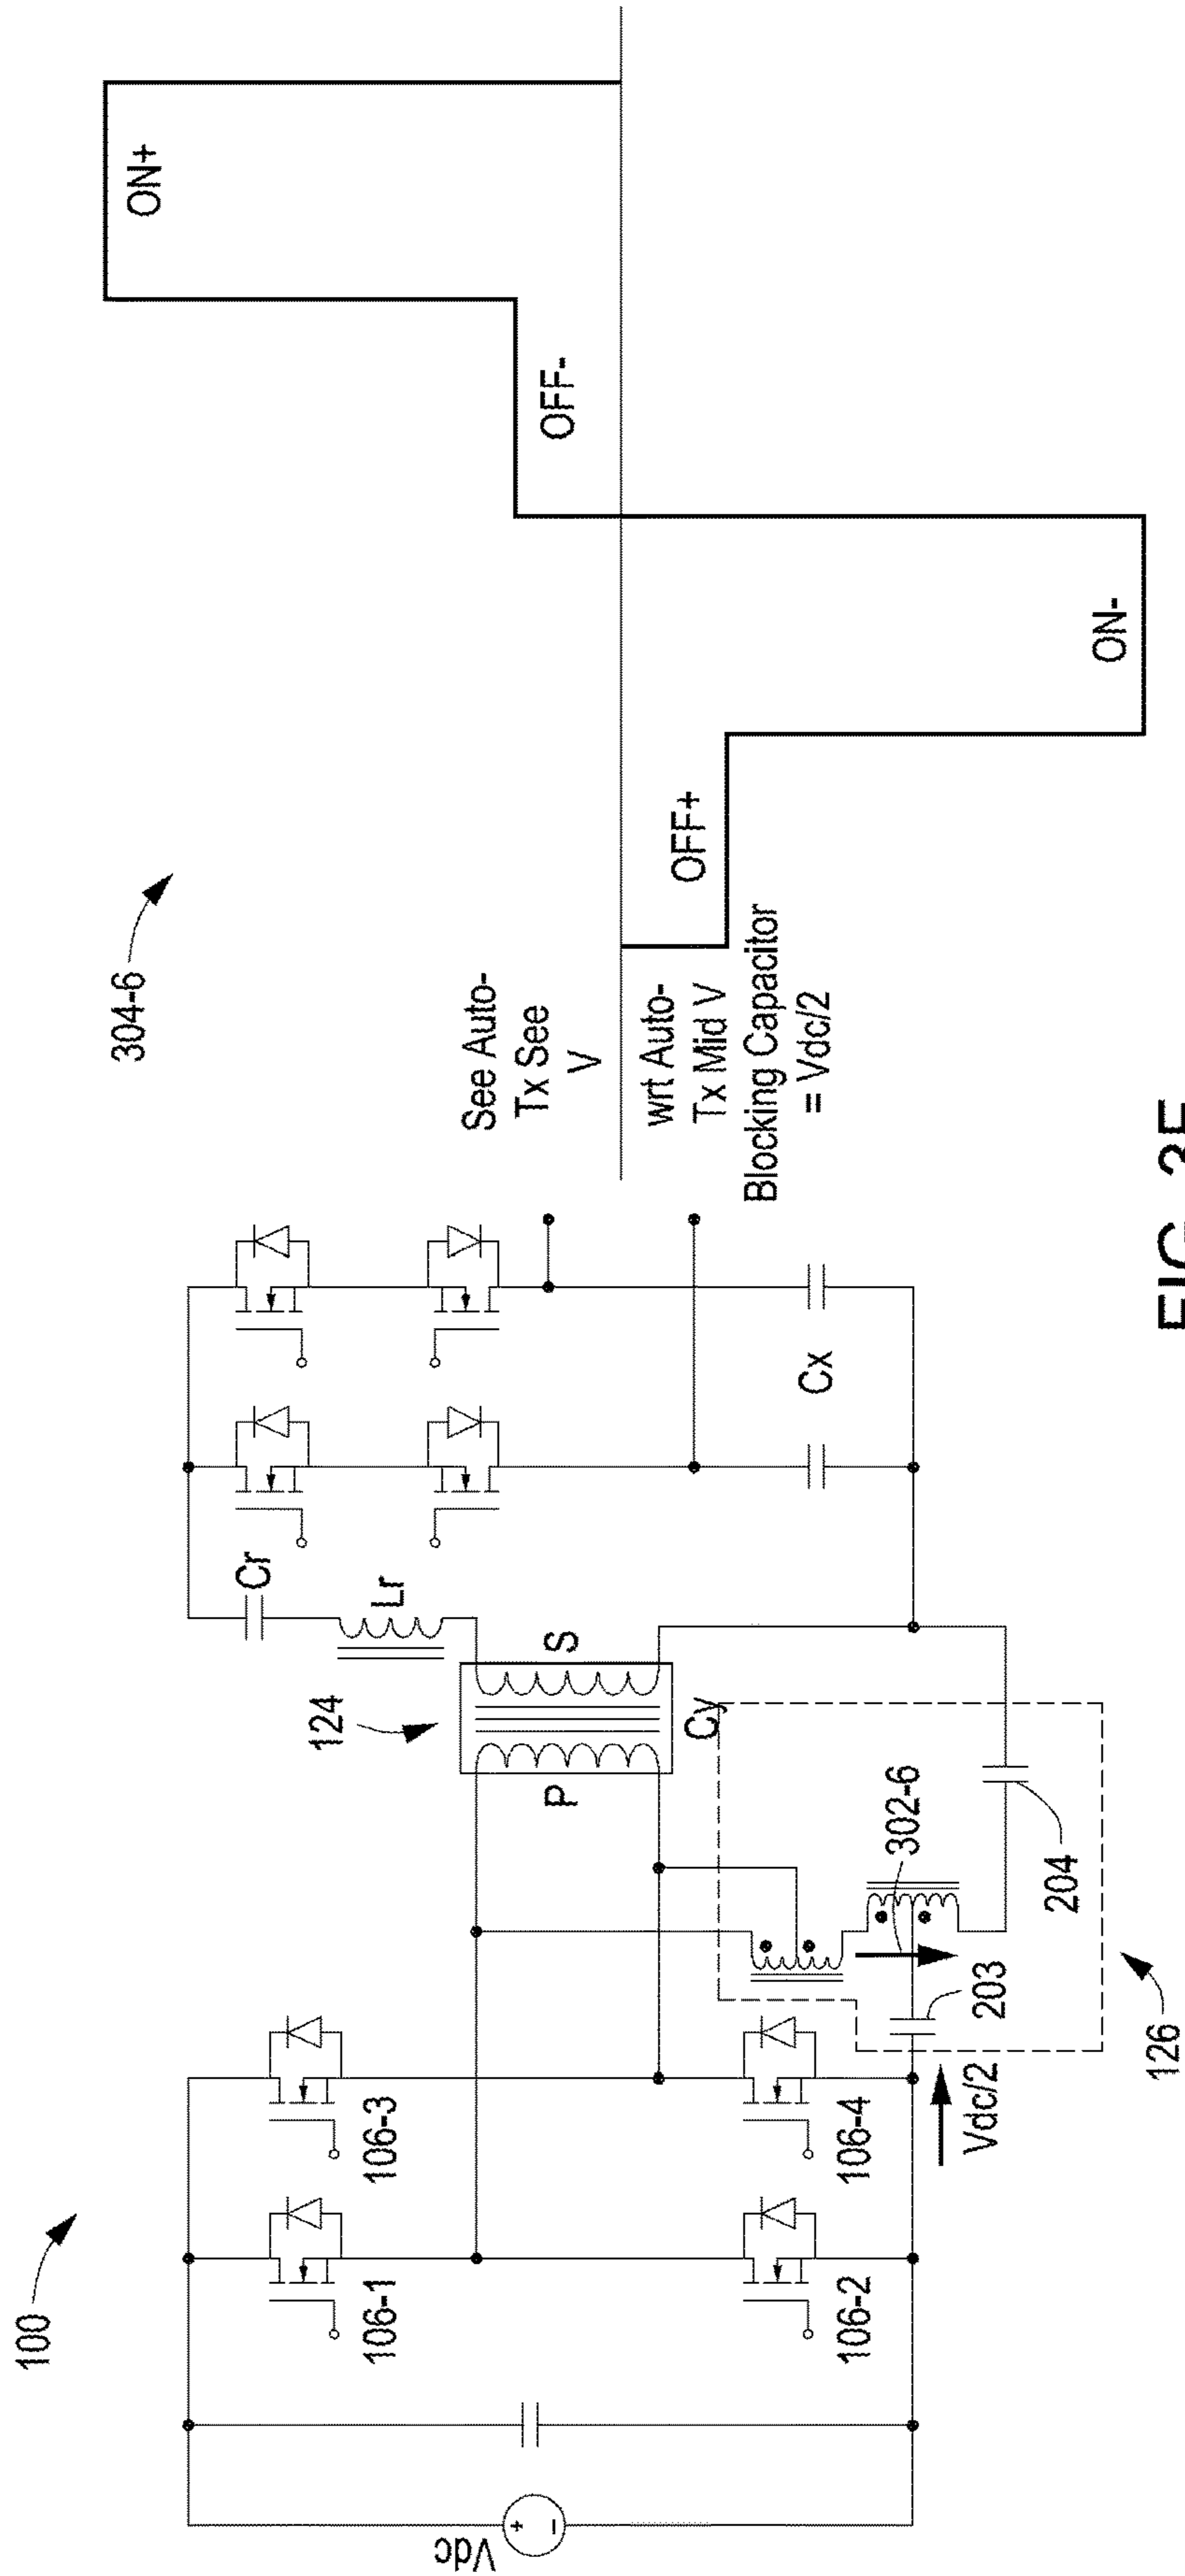 100
304-6
Vdc
106-1
106-3
106-2
106-4
Vdc/2
126
203
302-6
204
Cy
124
P
S
Lr
Cr
Cx
See Auto-
Tx See
V
wrt Auto-
Tx Mid V
Blocking Capacitor
= Vdc/2
OFF+
ON-
OFF-
ON+
FIG.